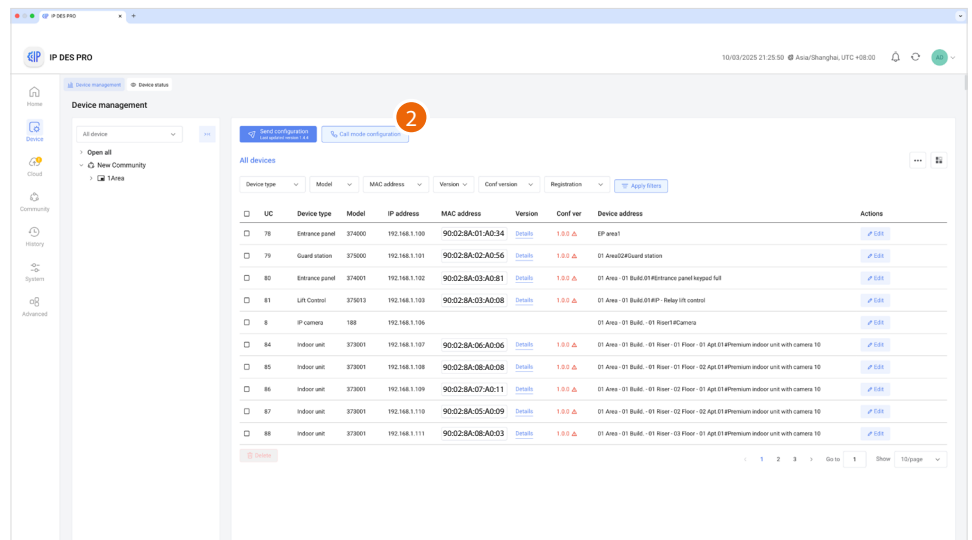 IP DES PRO
IP DES PRO
10/03/2025 21:25:50 Asia/Shanghai, UTC +08:00
AD
Home
Device
Cloud
Community
History
System
Advanced
Device management
Device status
Device management
All device
Open all
New Community
1Area
Send configuration
Last updated version: 1.4.4
Call mode configuration
2
All devices
Device type Model MAC address Version Conf version Registration Apply filters
UC Device type Model IP address MAC address Version Conf ver Device address Actions
78 Entrance panel 374000 192.168.1.100 90:02:8A:01:A0:34 Details 1.0.0 EP area1 Edit
79 Guard station 375000 192.168.1.101 90:02:8A:02:A0:56 Details 1.0.0 01 Area02#Guard station Edit
80 Entrance panel 374001 192.168.1.102 90:02:8A:03:A0:81 Details 1.0.0 01 Area - 01 Build.01#Entrance panel keypad full Edit
81 Lift Control 375013 192.168.1.103 90:02:8A:03:A0:08 Details 1.0.0 01 Area - 01 Build.01#IP - Relay lift control Edit
8 IP camera 188 192.168.1.106 01 Area - 01 Build. - 01 Riser1#Camera Edit
84 Indoor unit 373001 192.168.1.107 90:02:8A:06:A0:06 Details 1.0.0 01 Area - 01 Build. - 01 Riser - 01 Floor - 01 Apt.01#Premium indoor unit with camera 10 Edit
85 Indoor unit 373001 192.168.1.108 90:02:8A:08:A0:08 Details 1.0.0 01 Area - 01 Build. - 01 Riser - 01 Floor - 02 Apt.01#Premium indoor unit with camera 10 Edit
86 Indoor unit 373001 192.168.1.109 90:02:8A:07:A0:11 Details 1.0.0 01 Area - 01 Build. - 01 Riser - 02 Floor - 01 Apt.01#Premium indoor unit with camera 10 Edit
87 Indoor unit 373001 192.168.1.110 90:02:8A:05:A0:09 Details 1.0.0 01 Area - 01 Build. - 01 Riser - 02 Floor - 02 Apt.01#Premium indoor unit with camera 10 Edit
88 Indoor unit 373001 192.168.1.111 90:02:8A:08:A0:03 Details 1.0.0 01 Area - 01 Build. - 01 Riser - 03 Floor - 01 Apt.01#Premium indoor unit with camera 10 Edit
Delete
1 2 3 Go to 1 Show 10/page